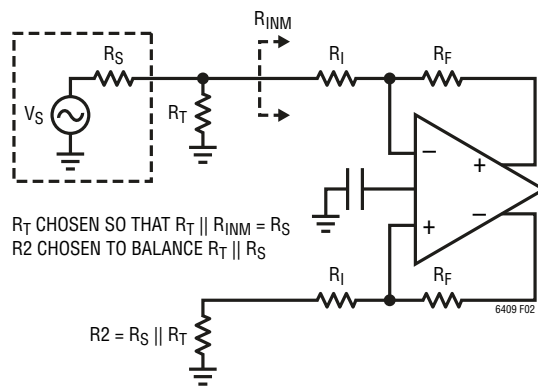 R_INM
R_S
R_I
R_F
V_S
R_T
−
+
+
−
R_T CHOSEN SO THAT R_T || R_INM = R_S
R2 CHOSEN TO BALANCE R_T || R_S
R_I
R_F
6409 F02
R2 = R_S || R_T